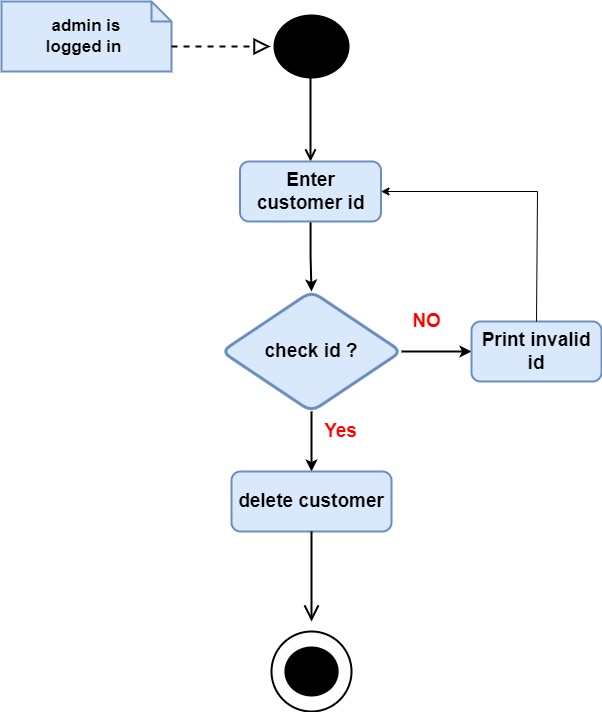 admin is
logged in
Enter
customer id
check id ?
NO
Print invalid
id
Yes
delete customer